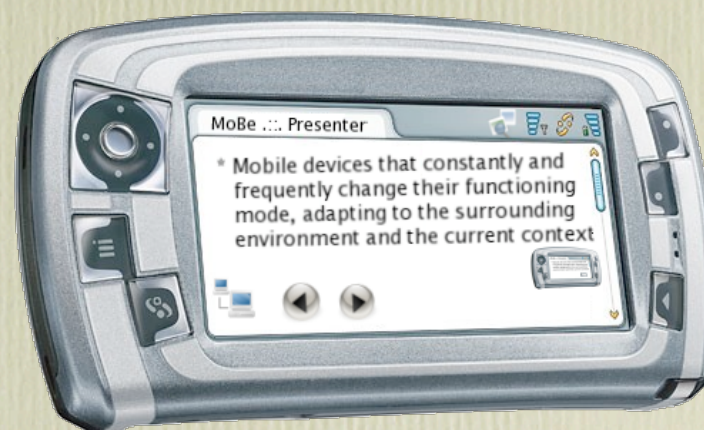 MoBe .::. Presenter
* Mobile devices that constantly and
frequently change their functioning
mode, adapting to the surrounding
environment and the current context